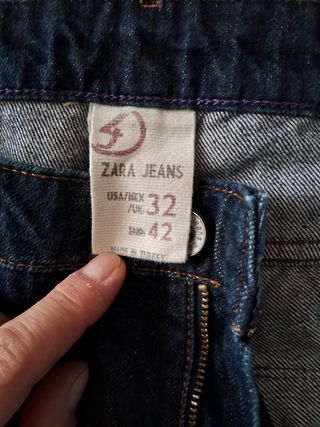 ZARA JEANS
USA/MEX
/UK: 32
EUR: 42
MADE IN